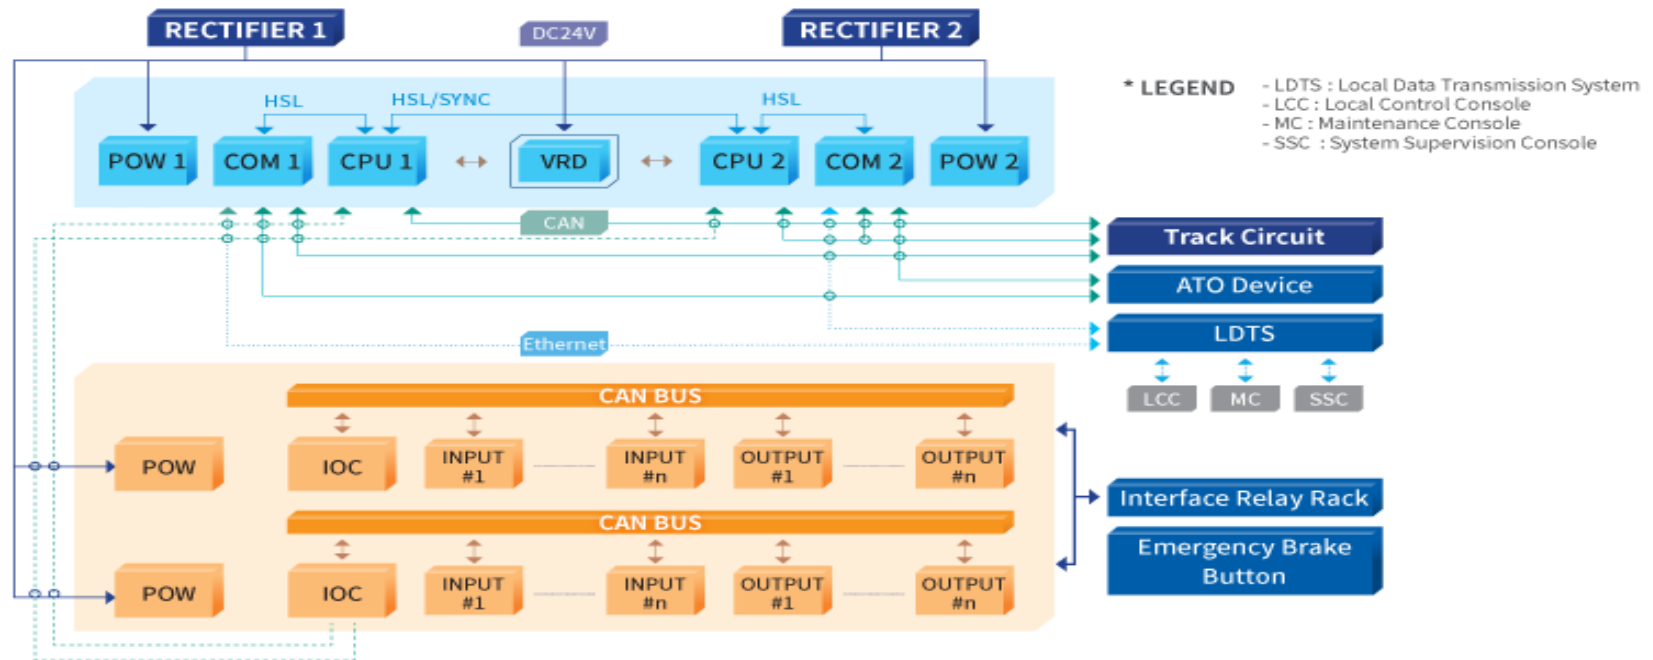 RECTIFIER 1
DC24V
RECTIFIER 2
* LEGEND
- LDTS : Local Data Transmission System
- LCC : Local Control Console
- MC : Maintenance Console
- SSC : System Supervision Console
HSL
HSL/SYNC
HSL
POW 1
COM 1
CPU 1
VRD
CPU 2
COM 2
POW 2
CAN
Track Circuit
ATO Device
LDTS
Ethernet
LCC
MC
SSC
CAN BUS
POW
IOC
INPUT
#1
INPUT
#n
OUTPUT
#1
OUTPUT
#n
CAN BUS
POW
IOC
INPUT
#1
INPUT
#n
OUTPUT
#1
OUTPUT
#n
Interface Relay Rack
Emergency Brake
Button